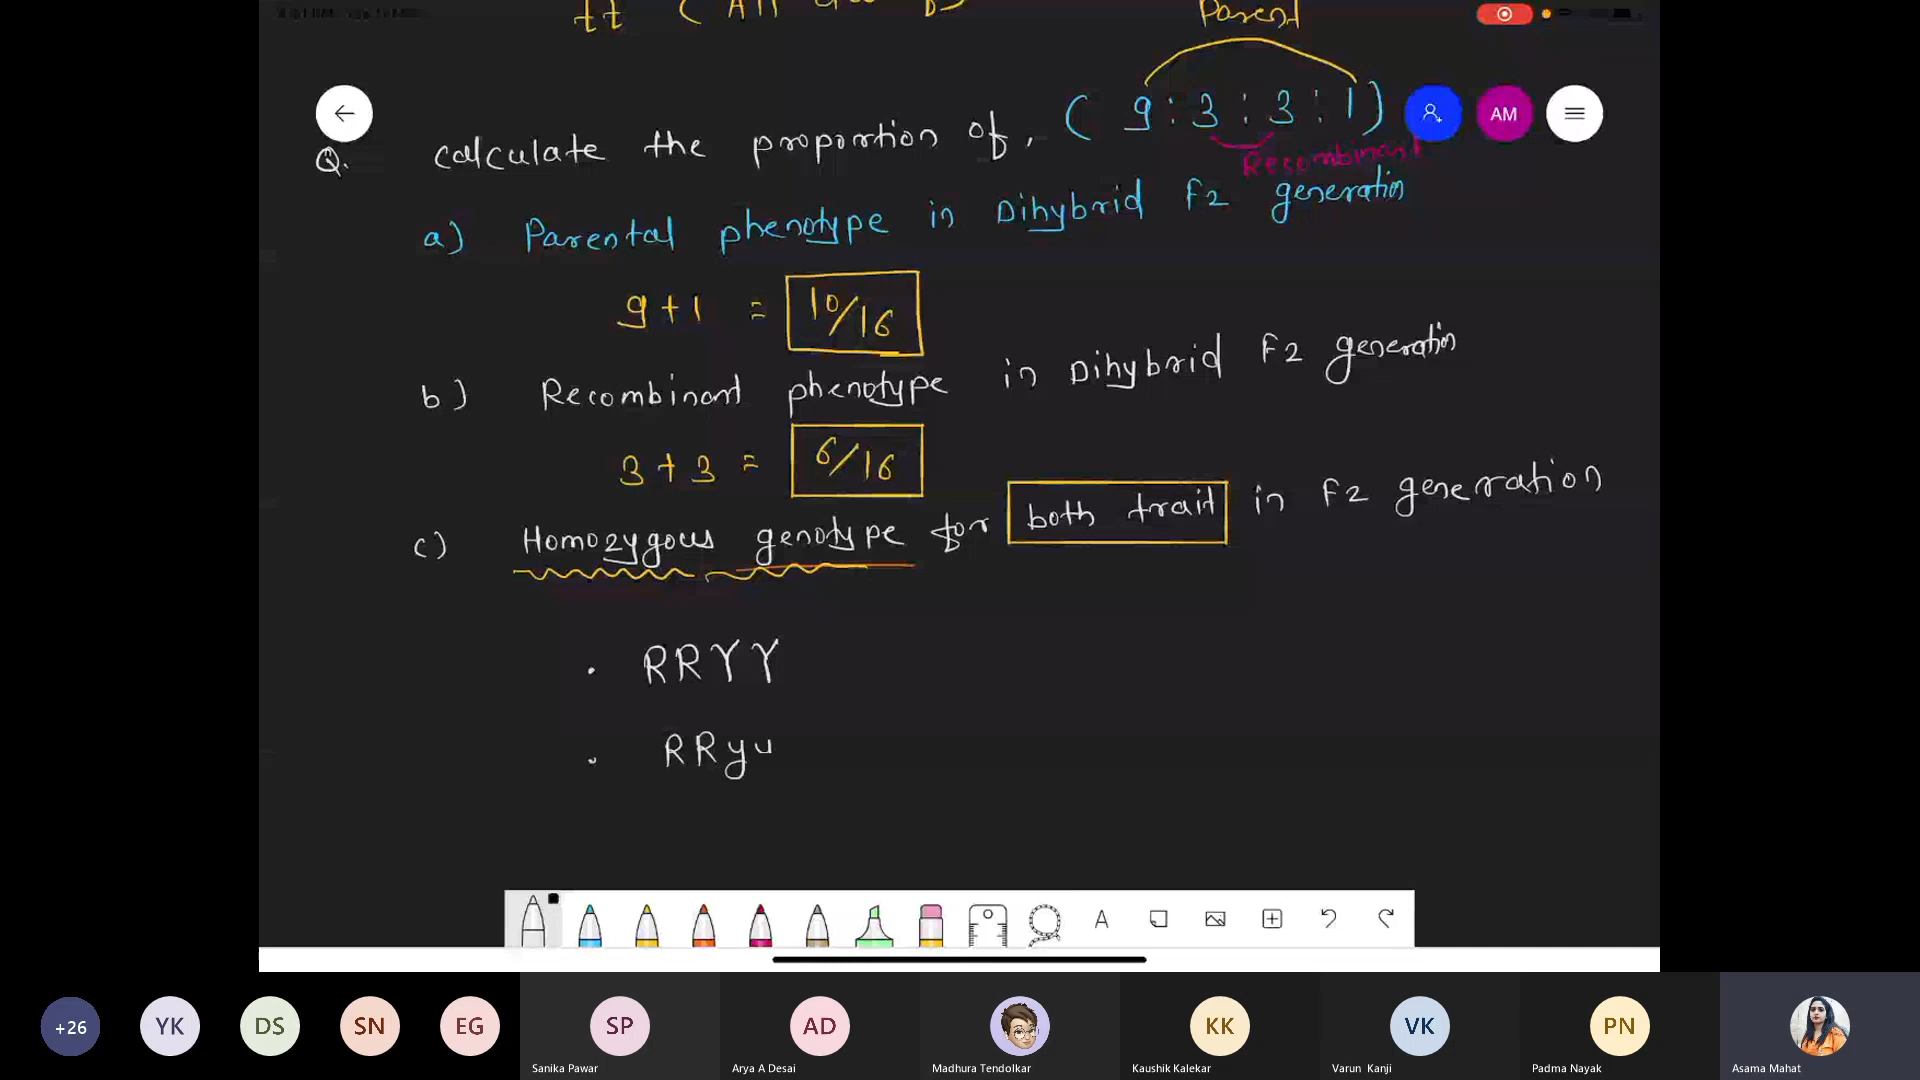 tt (All
Parent
(9:3:3:1)
AM
Q. calculate the proportion of,
Recombinant
a) Parental phenotype in Dihybrid F2 generation
9+1 = 10/16
b) Recombinant phenotype in Dihybrid F2 generation
3+3 = 6/16
c) Homozygous genotype for both trait in F2 generation
. RRYY
. RRyu
A
+26 YK DS SN EG SP AD KK VK PN
Sanika Pawar Arya A Desai Madhura Tendolkar Kaushik Kalekar Varun Kanji Padma Nayak Asama Mahat